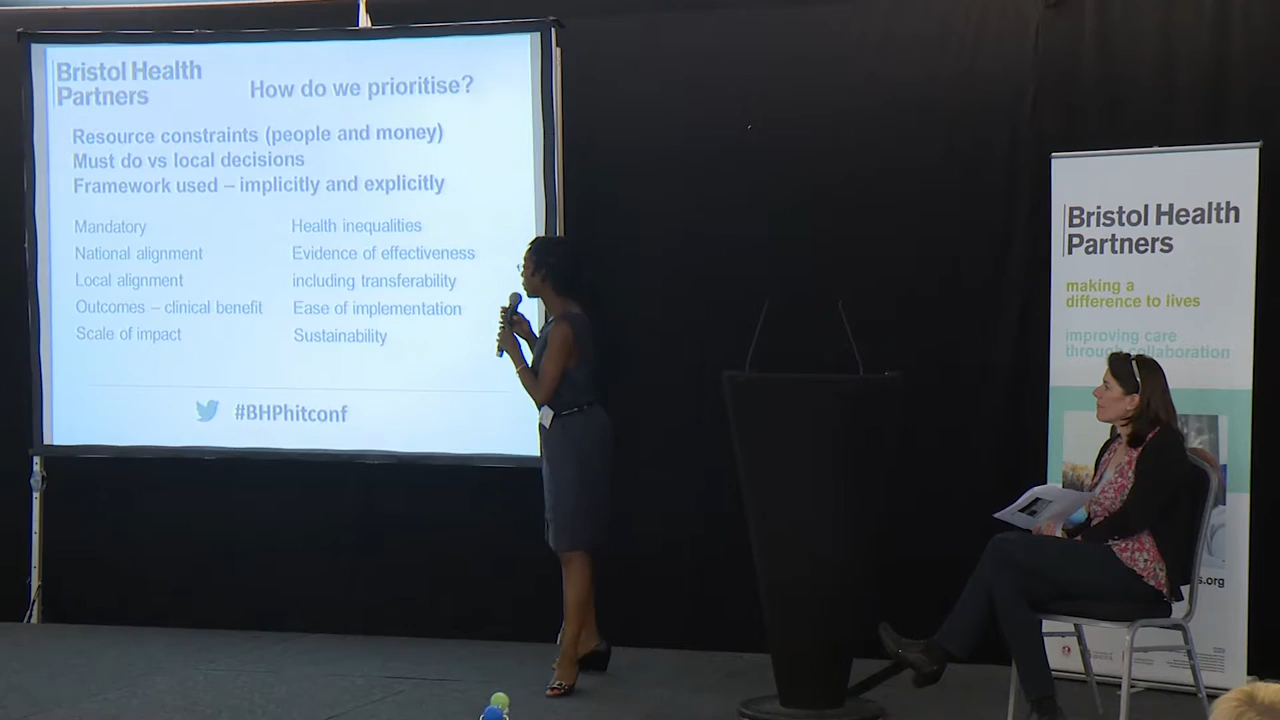 Bristol Health
Partners
How do we prioritise?
Resource constraints (people and money)
Must do vs local decisions
Framework used – implicitly and explicitly
Mandatory
National alignment
Local alignment
Outcomes – clinical benefit
Scale of impact
Health inequalities
Evidence of effectiveness
including transferability
Ease of implementation
Sustainability
#BHPhitconf
Bristol Health
Partners
making a
difference to lives
improving care
through collaboration
s.org